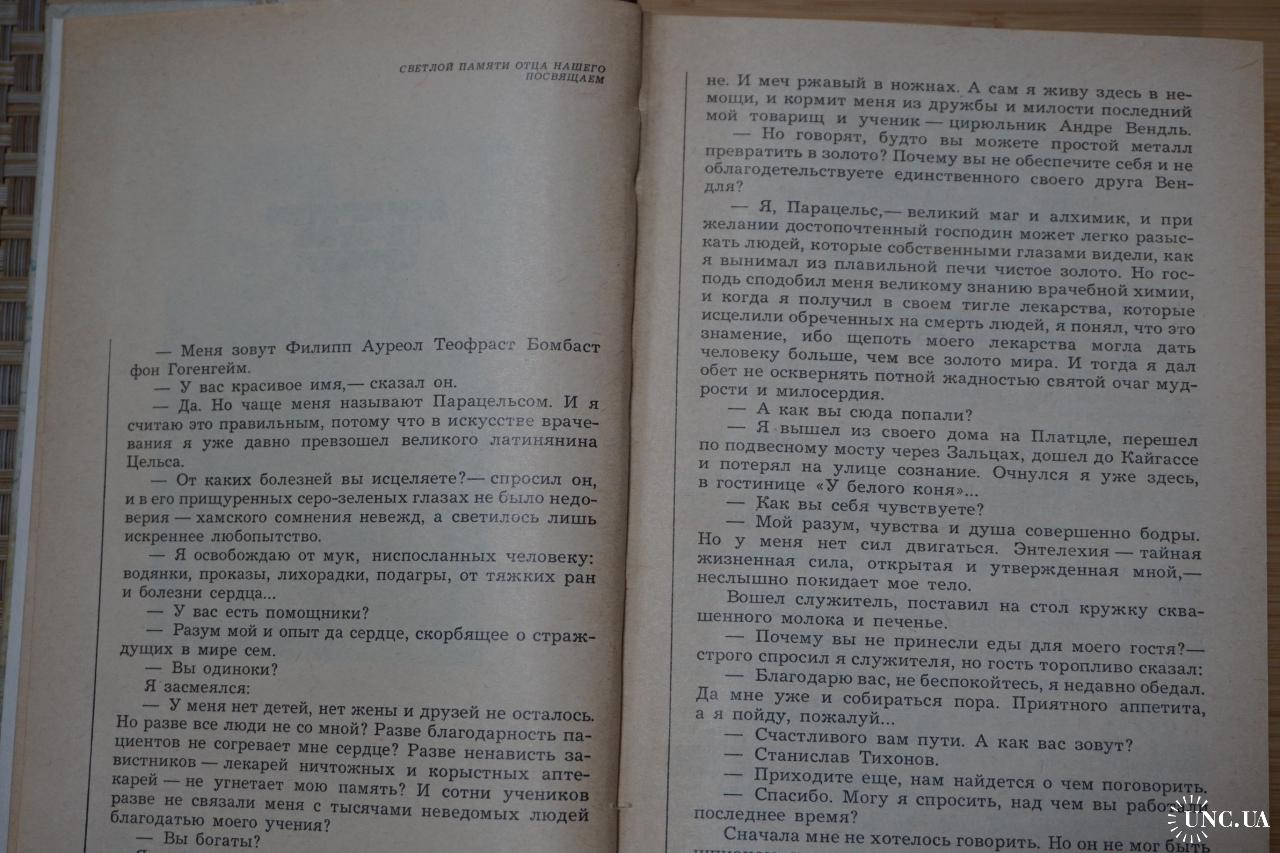 СВЕТЛОЙ ПАМЯТИ ОТЦА НАШЕГО
ПОСВЯЩАЕМ
— Меня зовут Филипп Ауреол Теофраст Бомбаст
фон Гогенгейм.
— У вас красивое имя,— сказал он.
— Да. Но чаще меня называют Парацельсом. И я
считаю это правильным, потому что в искусстве враче-
вания я уже давно превзошел великого латинянина
Цельса.
— От каких болезней вы исцеляете?— спросил он,
и в его прищуренных серо-зеленых глазах не было недо-
верия — хамского сомнения невежд, а светилось лишь
искреннее любопытство.
— Я освобождаю от мук, ниспосланных человеку:
водянки, проказы, лихорадки, подагры, от тяжких ран
и болезни сердца...
— У вас есть помощники?
— Разум мой и опыт да сердце, скорбящее о страж-
дущих в мире сем.
— Вы одиноки?
Я засмеялся:
— У меня нет детей, нет жены и друзей не осталось.
Но разве все люди не со мной? Разве благодарность па-
циентов не согревает мне сердце? Разве ненависть за-
вистников — лекарей ничтожных и корыстных апте-
карей — не угнетает мою память? И сотни учеников
разве не связали меня с тысячами неведомых людей
благодатью моего учения?
— Вы богаты?
не. И меч ржавый в ножнах. А сам я живу здесь в не-
мощи, и кормит меня из дружбы и милости последний
мой товарищ и ученик — цирюльник Андре Вендль.
— Но говорят, будто вы можете простой металл
превратить в золото? Почему вы не обеспечите себя и не
облагодетельствуете единственного своего друга Вен-
для?
— Я, Парацельс,— великий маг и алхимик, и при
желании достопочтенный господин может легко разыс-
кать людей, которые собственными глазами видели, как
я вынимал из плавильной печи чистое золото. Но гос-
подь сподобил меня великому знанию врачебной химии,
и когда я получил в своем тигле лекарства, которые
исцелили обреченных на смерть людей, я понял, что это
знамение, ибо щепоть моего лекарства могла дать
человеку больше, чем все золото мира. И тогда я дал
обет не осквернять потной жадностью святой очаг муд-
рости и милосердия.
— А как вы сюда попали?
— Я вышел из своего дома на Платцле, перешел
по подвесному мосту через Зальцах, дошел до Кайгассе
и потерял на улице сознание. Очнулся я уже здесь,
в гостинице «У белого коня»...
— Как вы себя чувствуете?
— Мой разум, чувства и душа совершенно бодры.
Но у меня нет сил двигаться. Энтелехия — тайная
жизненная сила, открытая и утвержденная мной,—
неслышно покидает мое тело.
Вошел служитель, поставил на стол кружку сква-
шенного молока и печенье.
— Почему вы не принесли еды для моего гостя?—
строго спросил я служителя, но гость торопливо сказал:
— Благодарю вас, не беспокойтесь, я недавно обедал.
Да мне уже и собираться пора. Приятного аппетита,
а я пойду, пожалуй...
— Счастливого вам пути. А как вас зовут?
— Станислав Тихонов.
— Приходите еще, нам найдется о чем поговорить.
— Спасибо. Могу я спросить, над чем вы работали
последнее время?
Сначала мне не хотелось говорить. Но он не мог быть
UNC.UA